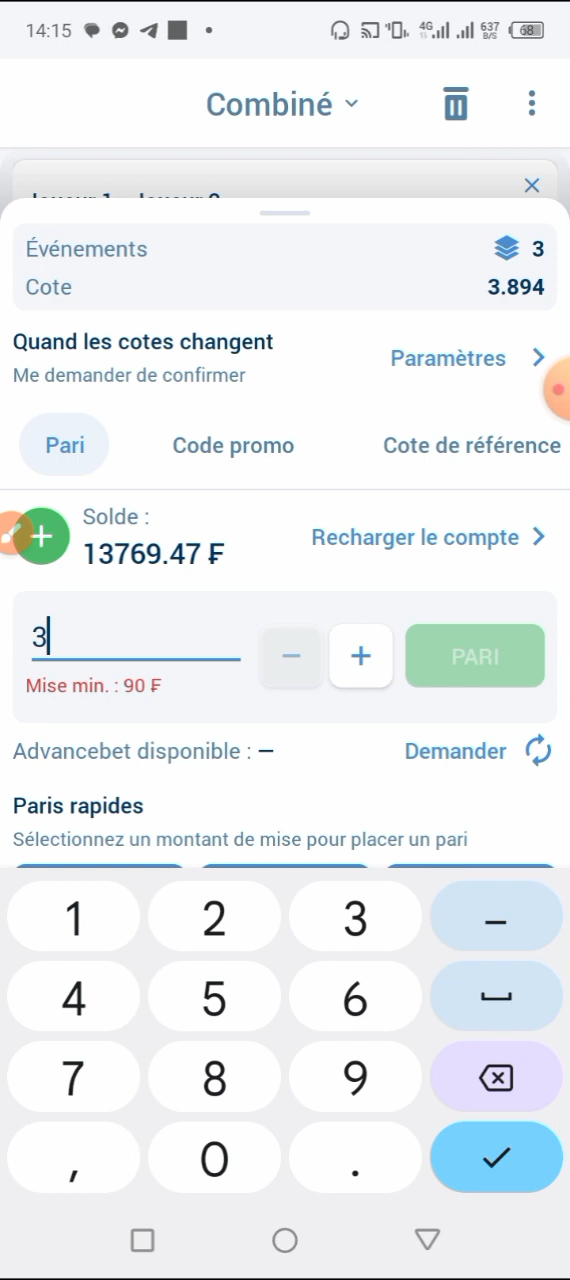 14:15
4G
637
B/S
68
Combiné
Événements
3
Cote
3.894
Quand les cotes changent
Me demander de confirmer
Paramètres
Pari
Code promo
Cote de référence
Solde :
13769.47 ₣
Recharger le compte
3
PARI
Mise min. : 90 ₣
Advancebet disponible : –
Demander
Paris rapides
Sélectionnez un montant de mise pour placer un pari
1 2 3 –
4 5 6
7 8 9
, 0 .